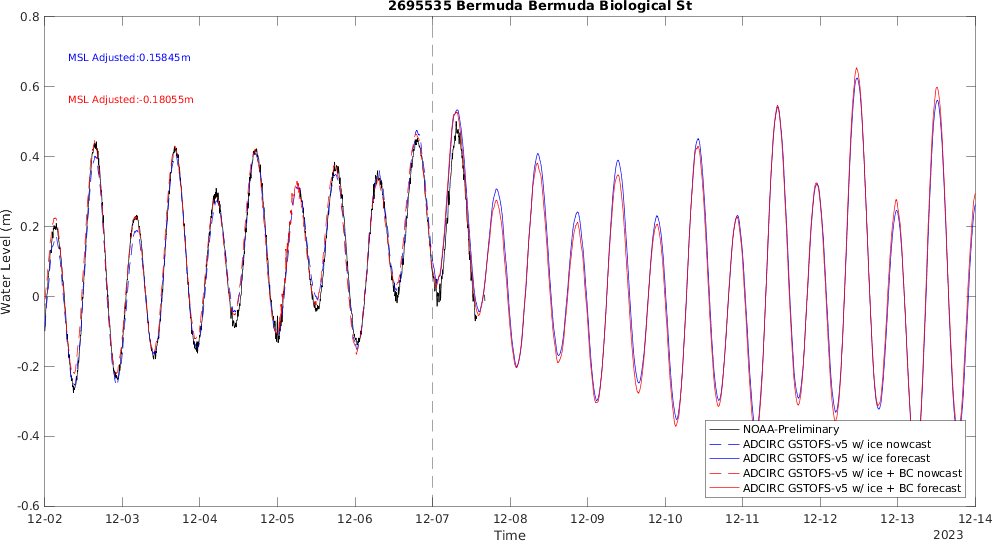 2695535 Bermuda Bermuda Biological St
0.8
MSL Adjusted:0.15845m
0.6
MSL Adjusted:-0.18055m
0.4
0.2
Water Level (m)
0
-0.2
-0.4
NOAA-Preliminary
ADCIRC GSTOFS-v5 w/ ice nowcast
ADCIRC GSTOFS-v5 w/ ice forecast
ADCIRC GSTOFS-v5 w/ ice + BC nowcast
ADCIRC GSTOFS-v5 w/ ice + BC forecast
-0.6
12-02 12-03 12-04 12-05 12-06 12-07 12-08 12-09 12-10 12-11 12-12 12-13 12-14
Time
2023